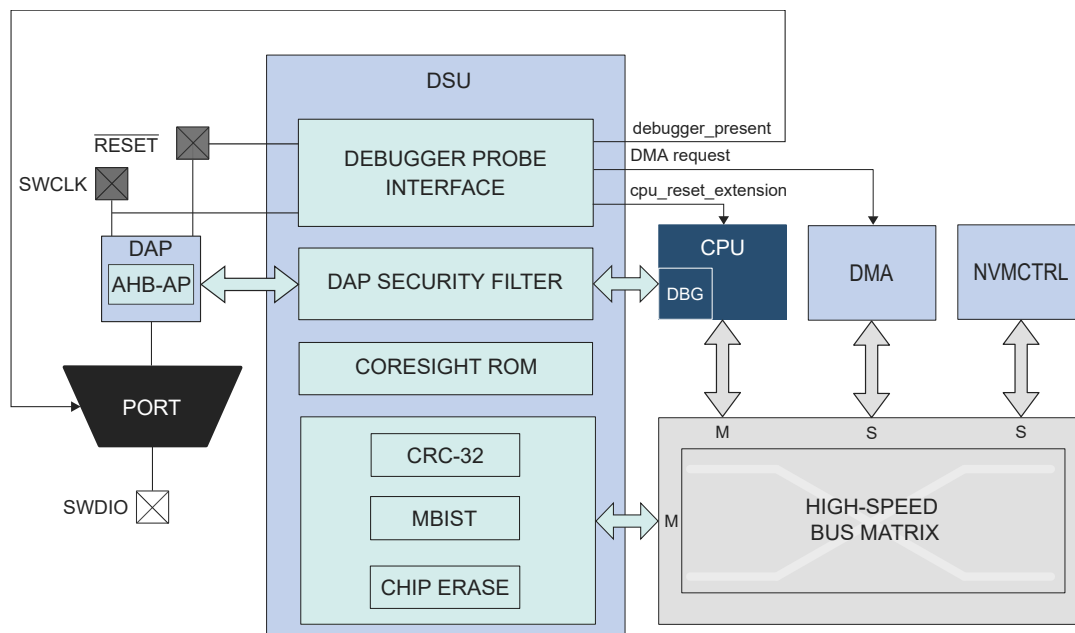 DSU
debugger_present
RESET
DEBUGGER PROBE
INTERFACE
DMA request
SWCLK
cpu_reset_extension
DAP
AHB-AP
DAP SECURITY FILTER
CPU
DBG
DMA
NVMCTRL
CORESIGHT ROM
PORT
M
S
S
CRC-32
SWDIO
MBIST
M
HIGH-SPEED
BUS MATRIX
CHIP ERASE